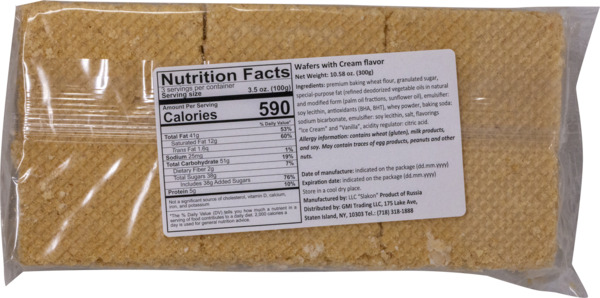 Nutrition Facts
3 servings per container
Serving size 3.5 oz. (100g)
Amount Per Serving
Calories 590
% Daily Value*
Total Fat 41g 53%
Saturated Fat 12g 60%
Trans Fat 1.6g
Sodium 25mg 1%
Total Carbohydrate 51g 19%
Dietary Fiber 2g 7%
Total Sugars 38g
Includes 38g Added Sugars 76%
Protein 5g 10%
Not a significant source of cholesterol, vitamin D, calcium,
iron, and potassium
*The % Daily Value (DV) tells you how much a nutrient in a
serving of food contributes to a daily diet. 2,000 calories a
day is used for general nutrition advice.
Wafers with Cream flavor
Net Weight: 10.58 oz. (300g)
Ingredients: premium baking wheat flour, granulated sugar,
special-purpose fat (refined deodorized vegetable oils in natural
and modified form (palm oil fractions, sunflower oil), emulsifier:
soy lecithin, antioxidants (BHA, BHT), whey powder, baking soda:
sodium bicarbonate, emulsifier: soy lecithin, salt, flavorings
"Ice Cream" and "Vanilla", acidity regulator: citric acid.
Allergy information: contains wheat (gluten), milk products,
and soy. May contain traces of egg products, peanuts and other
nuts.
Date of manufacture: indicated on the package (dd.mm.yyyy)
Expiration date: indicated on the package (dd.mm.yyyy)
Store in a cool dry place.
Manufactured by: LLC "Slakon" Product of Russia
Distributed by: GMI Trading LLC, 175 Lake Ave,
Staten Island, NY, 10303 Tel.: (718) 318-1888